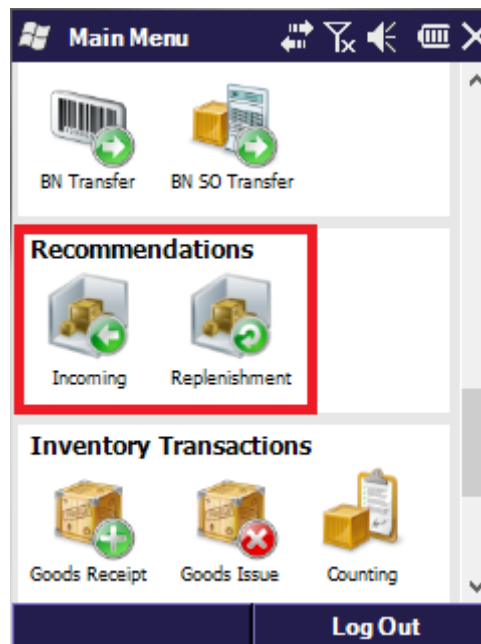 Main Menu
BN Transfer BN SO Transfer
Recommendations
Incoming Replenishment
Inventory Transactions
Goods Receipt Goods Issue Counting
Log Out